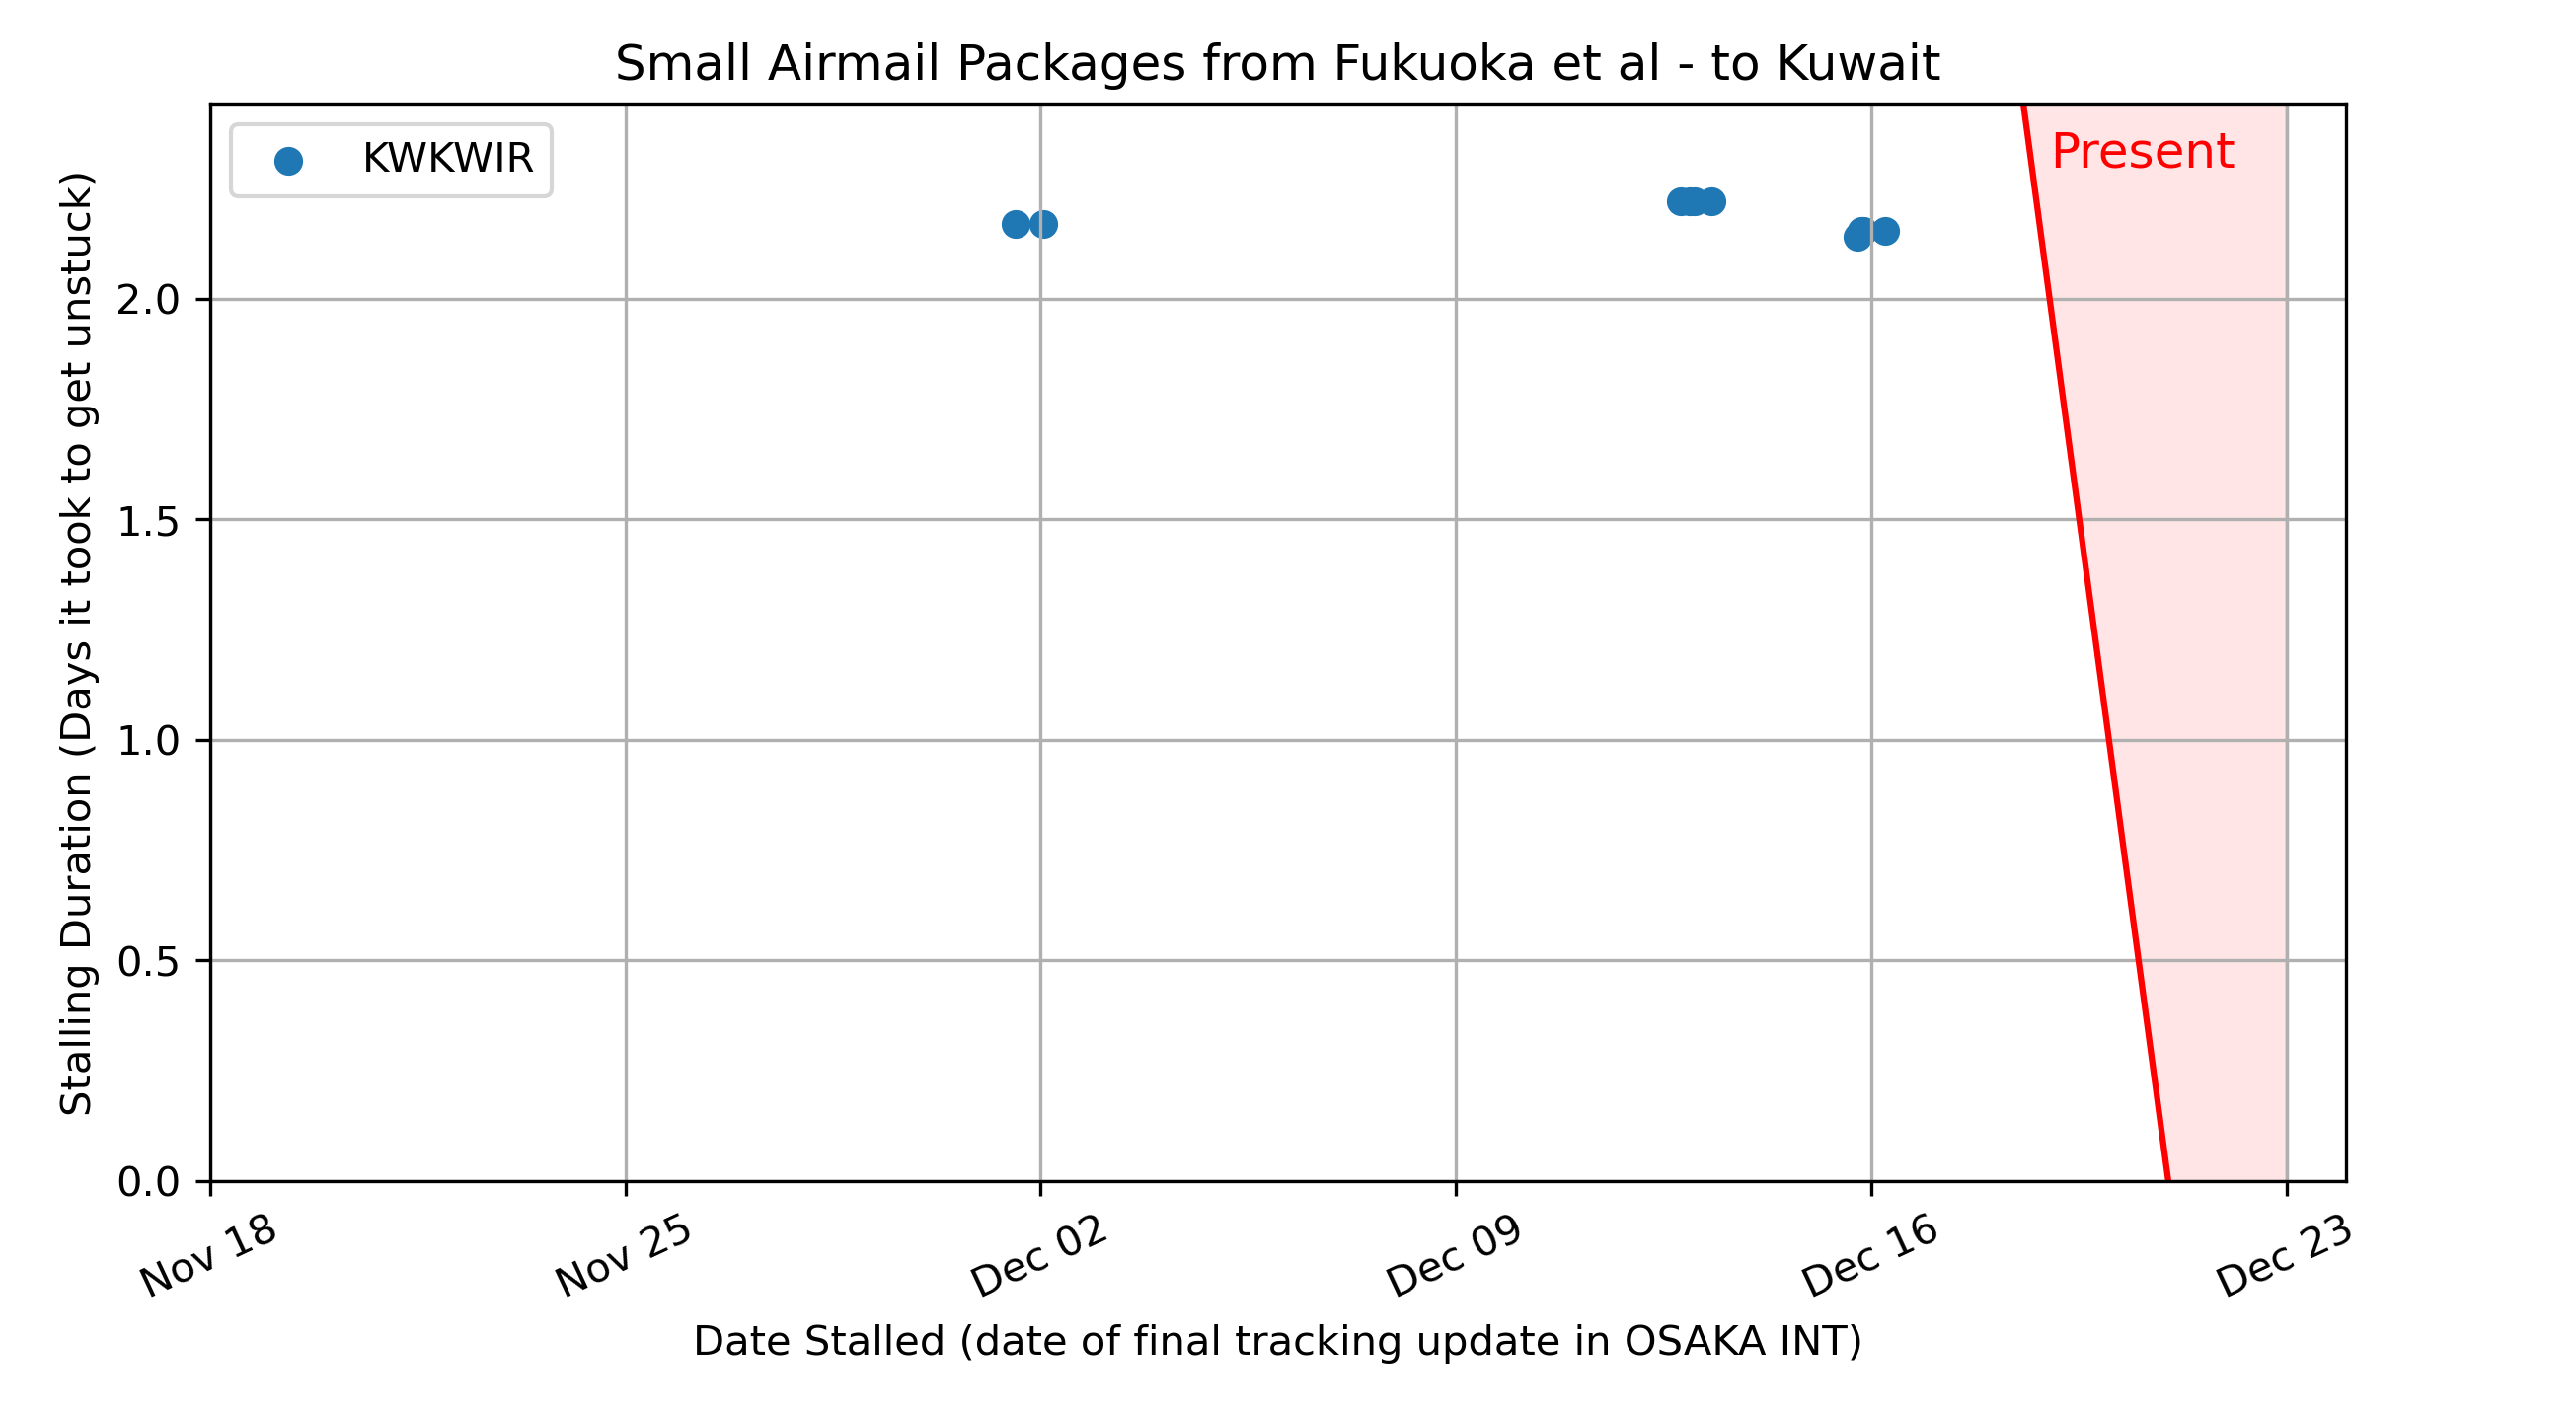 Small Airmail Packages from Fukuoka et al - to Kuwait
KWKWIR
Present
Stalling Duration (Days it took to get unstuck)
2.0
1.5
1.0
0.5
0.0
Nov 18
Nov 25
Dec 02
Dec 09
Dec 16
Dec 23
Date Stalled (date of final tracking update in OSAKA INT)